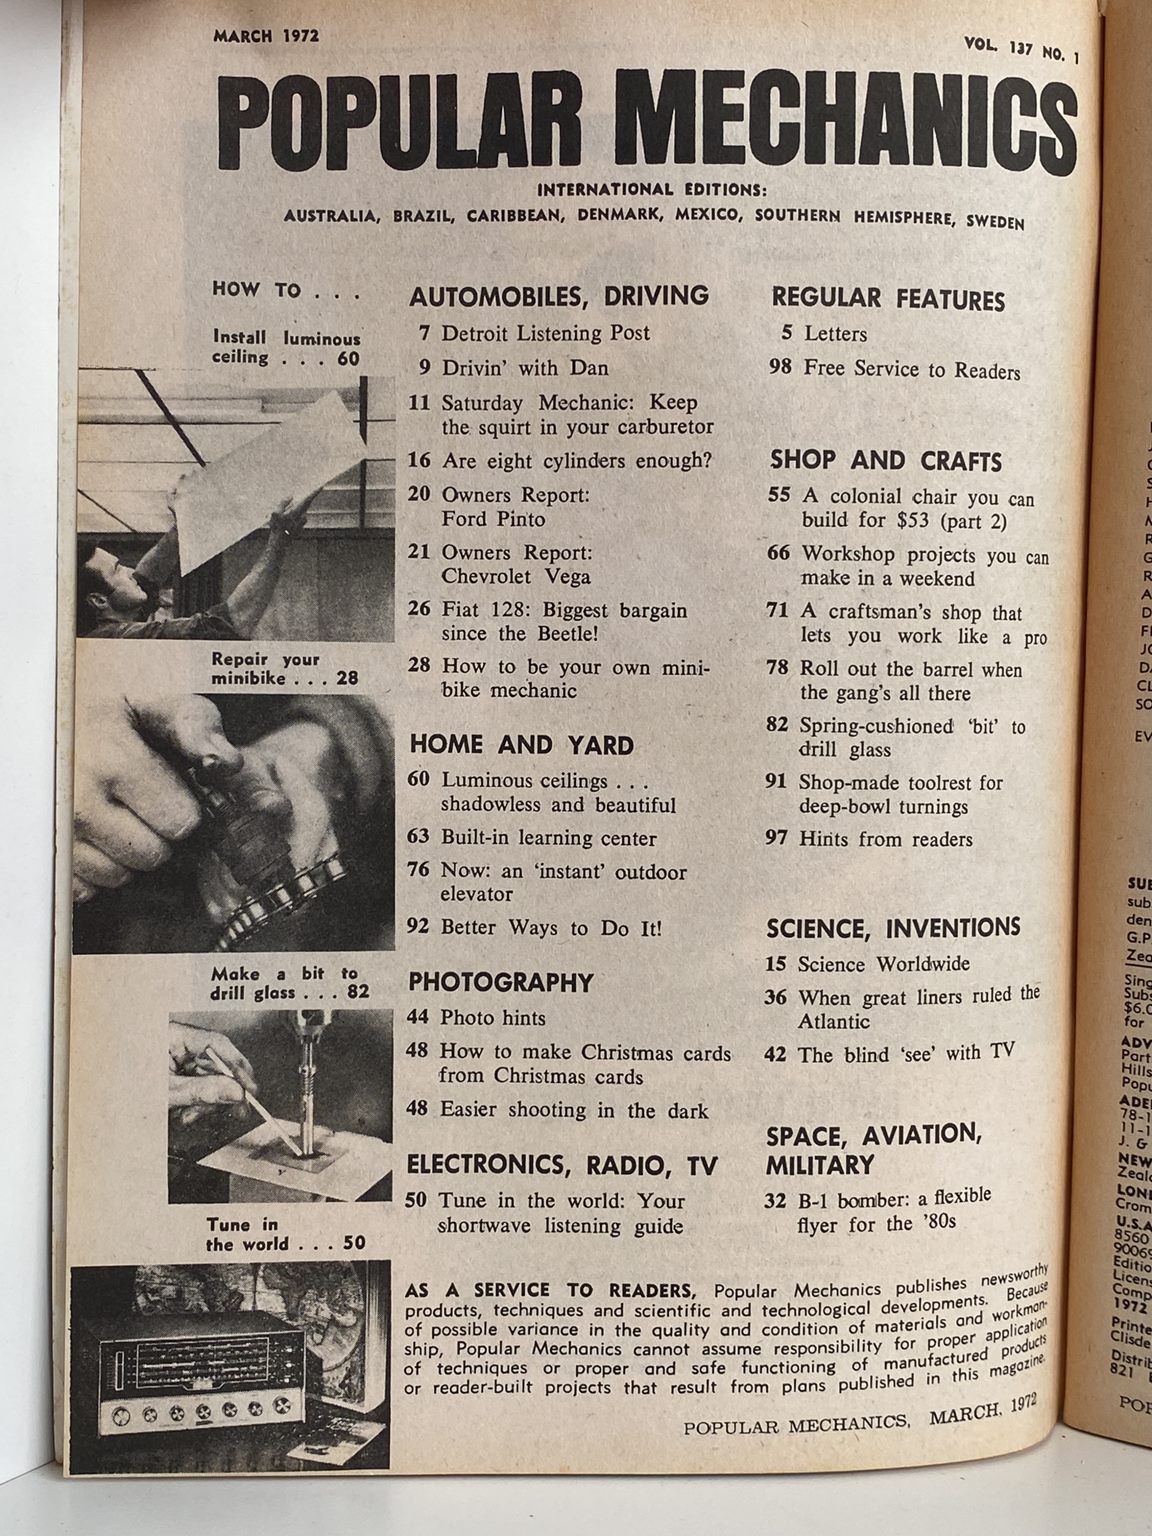 MARCH 1972
VOL. 137 NO. 1
POPULAR MECHANICS
INTERNATIONAL EDITIONS:
AUSTRALIA, BRAZIL, CARIBBEAN, DENMARK, MEXICO, SOUTHERN HEMISPHERE, SWEDEN
HOW TO . . .
Install luminous
ceiling . . . 60
Repair your
minibike . . . 28
Make a bit to
drill glass . . . 82
Tune in
the world . . . 50
AUTOMOBILES, DRIVING
7 Detroit Listening Post
9 Drivin' with Dan
11 Saturday Mechanic: Keep
the squirt in your carburetor
16 Are eight cylinders enough?
20 Owners Report:
Ford Pinto
21 Owners Report:
Chevrolet Vega
26 Fiat 128: Biggest bargain
since the Beetle!
28 How to be your own mini-
bike mechanic
HOME AND YARD
60 Luminous ceilings . . .
shadowless and beautiful
63 Built-in learning center
76 Now: an 'instant' outdoor
elevator
92 Better Ways to Do It!
PHOTOGRAPHY
44 Photo hints
48 How to make Christmas cards
from Christmas cards
48 Easier shooting in the dark
ELECTRONICS, RADIO, TV
50 Tune in the world: Your
shortwave listening guide
REGULAR FEATURES
5 Letters
98 Free Service to Readers
SHOP AND CRAFTS
55 A colonial chair you can
build for $53 (part 2)
66 Workshop projects you can
make in a weekend
71 A craftsman's shop that
lets you work like a pro
78 Roll out the barrel when
the gang's all there
82 Spring-cushioned 'bit' to
drill glass
91 Shop-made toolrest for
deep-bowl turnings
97 Hints from readers
SCIENCE, INVENTIONS
15 Science Worldwide
36 When great liners ruled the
Atlantic
42 The blind 'see' with TV
SPACE, AVIATION,
MILITARY
32 B-1 bomber: a flexible
flyer for the '80s
AS A SERVICE TO READERS, Popular Mechanics publishes newsworthy
products, techniques and scientific and technological developments. Because
of possible variance in the quality and condition of materials and workman-
ship, Popular Mechanics cannot assume responsibility for proper application
of techniques or proper and safe functioning of manufactured products
or reader-built projects that result from plans published in this magazine.
POPULAR MECHANICS, MARCH, 1972